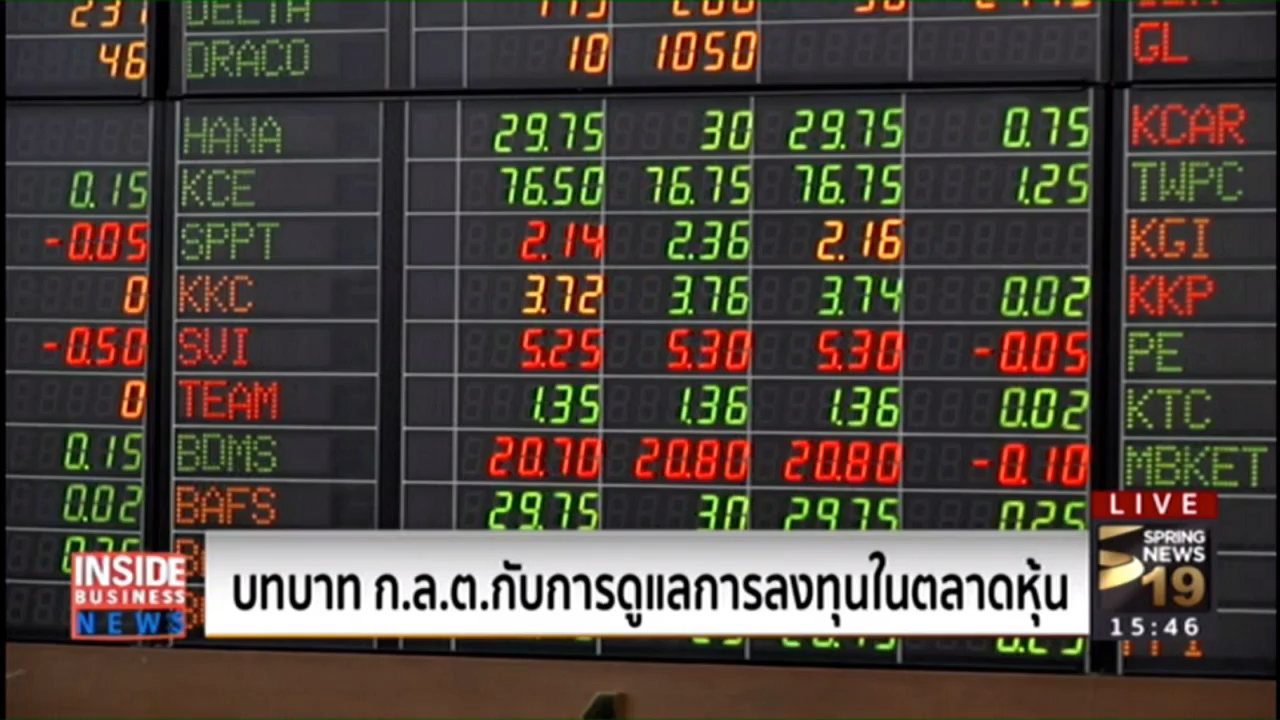 DELTA
46 DRACO 10 1050 GL
HANA 29.75 30 29.75 0.75 KCAR
0.15 KCE 76.50 76.75 76.75 1.25 TWPC
-0.05 SPPT 2.14 2.36 2.16 KGI
0 KKC 3.72 3.76 3.74 0.02 KKP
-0.50 SVI 5.25 5.30 5.30 -0.05 PE
0 TEAM 1.35 1.36 1.36 0.02 KTC
0.15 BDMS 20.70 20.80 20.80 -0.10 MBKET
0.02 BAFS 29.75 30 29.75 0.25
LIVE
SPRING
NEWS
19
15:46
INSIDE
BUSINESS
NEWS
บทบาท ก.ล.ต.กับการดูแลการลงทุนในตลาดหุ้น